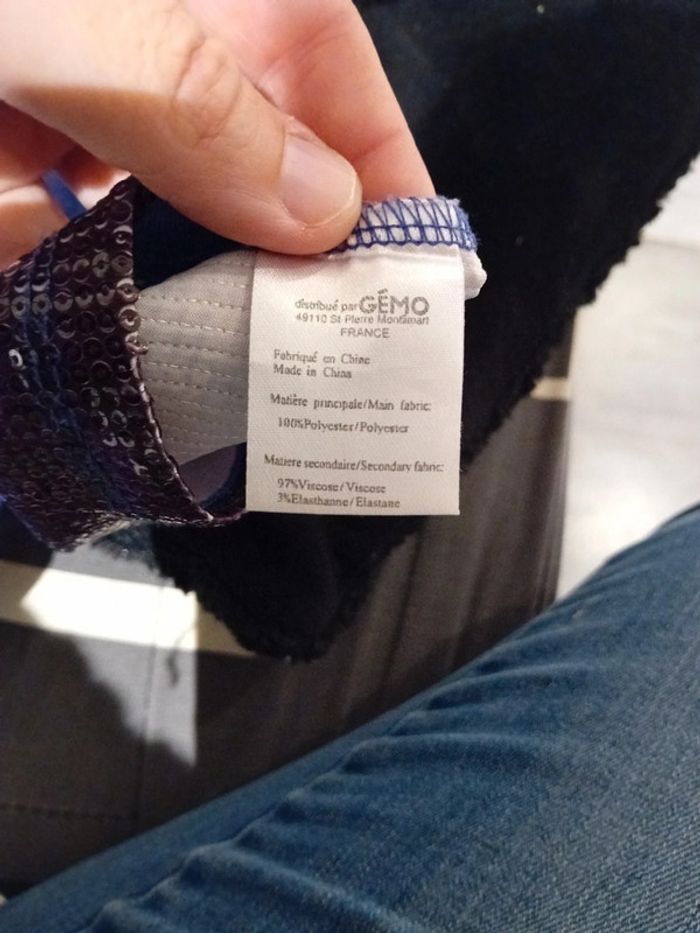 distribué par GÉMO
49110 St Pierre Montlimart
FRANCE
Fabriqué en Chine
Made in China
Matière principale/Main fabric:
100%Polyester/Polyester
Matiere secondaire/Secondary fabric:
97%Viscose/Viscose
3%Elasthanne/Elastane